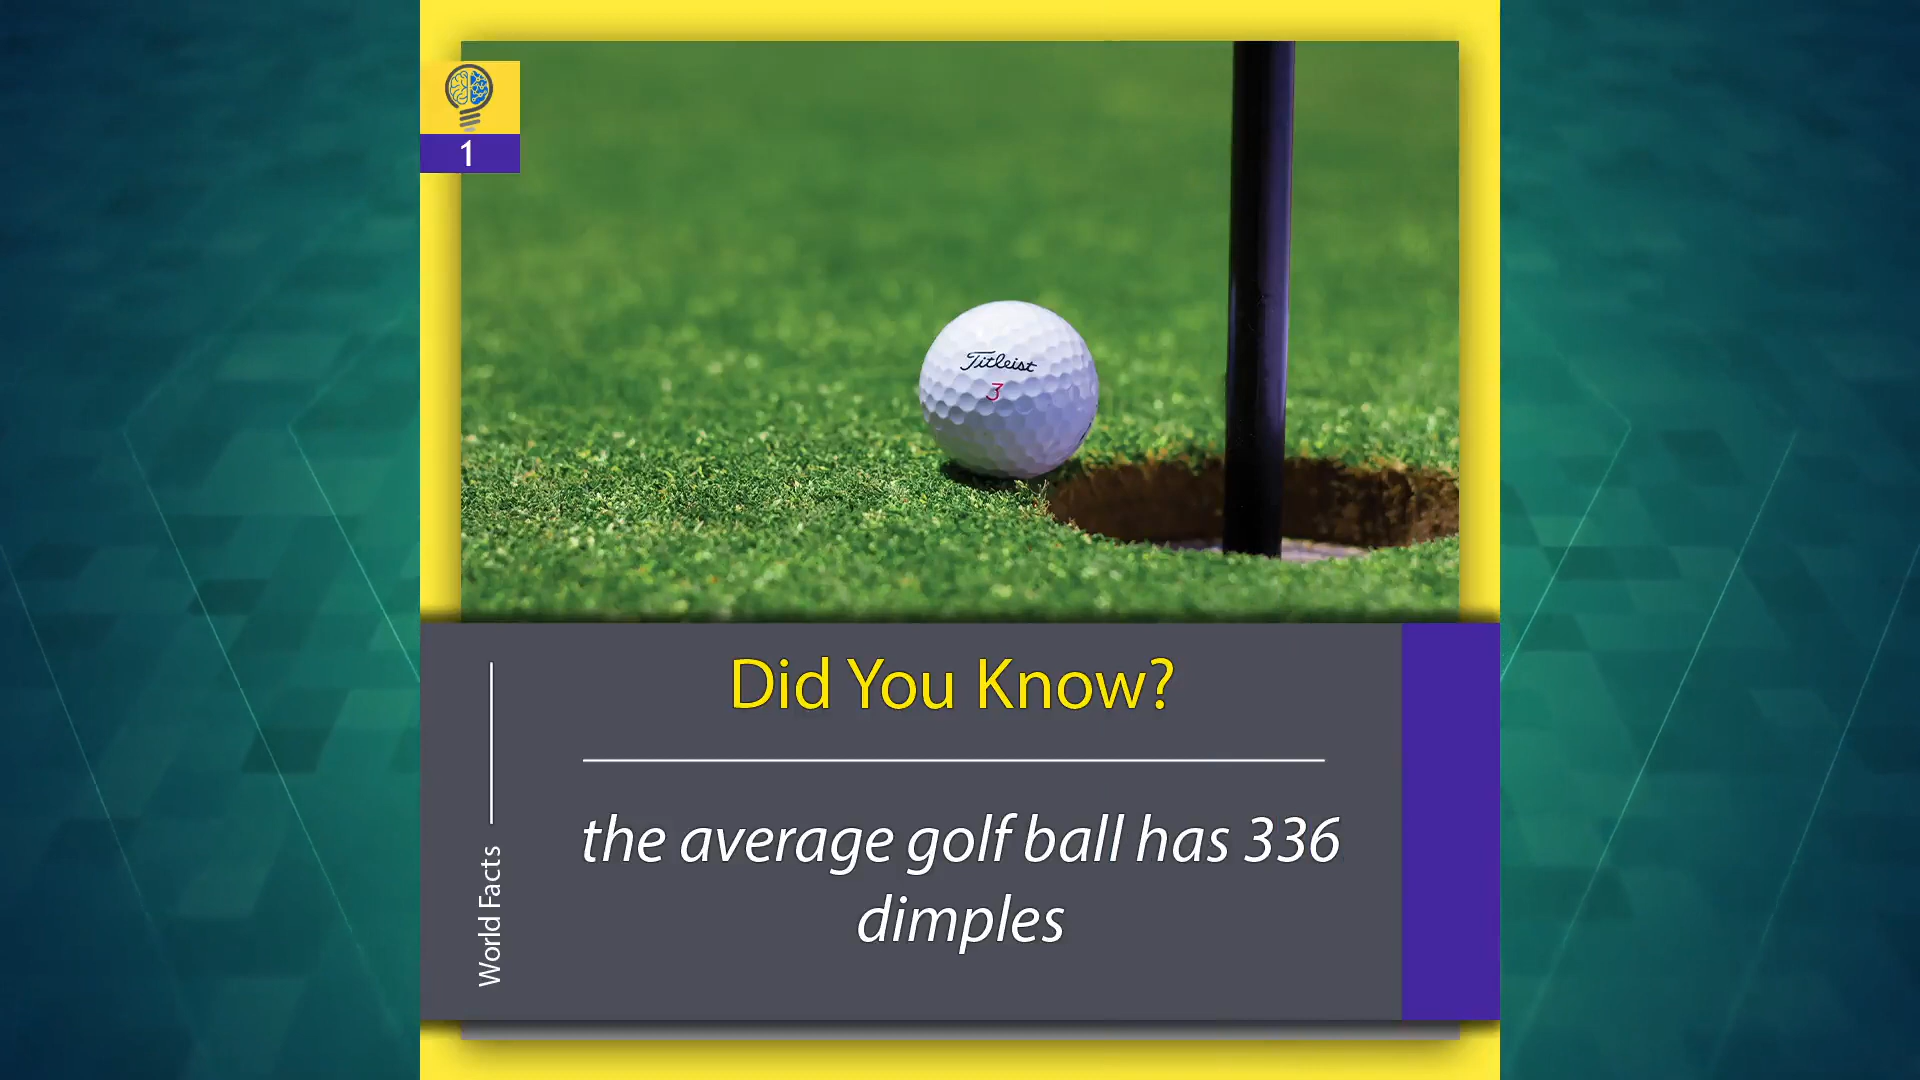 1
Titleist
3
Did You Know?
the average golf ball has 336
dimples
World Facts